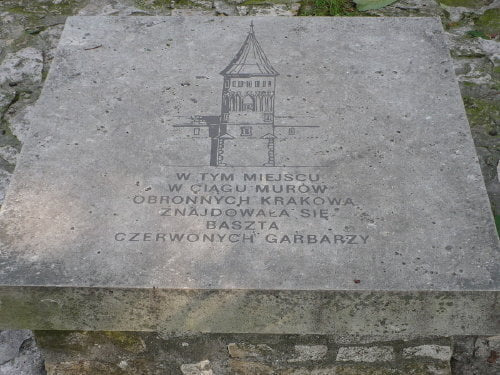 W TYM MIEJSCU
W CIĄGU MURÓW
OBRONNYCH KRAKOWA
ZNAJDOWAŁA SIĘ
BASZTA
CZERWONYCH GARBARZY